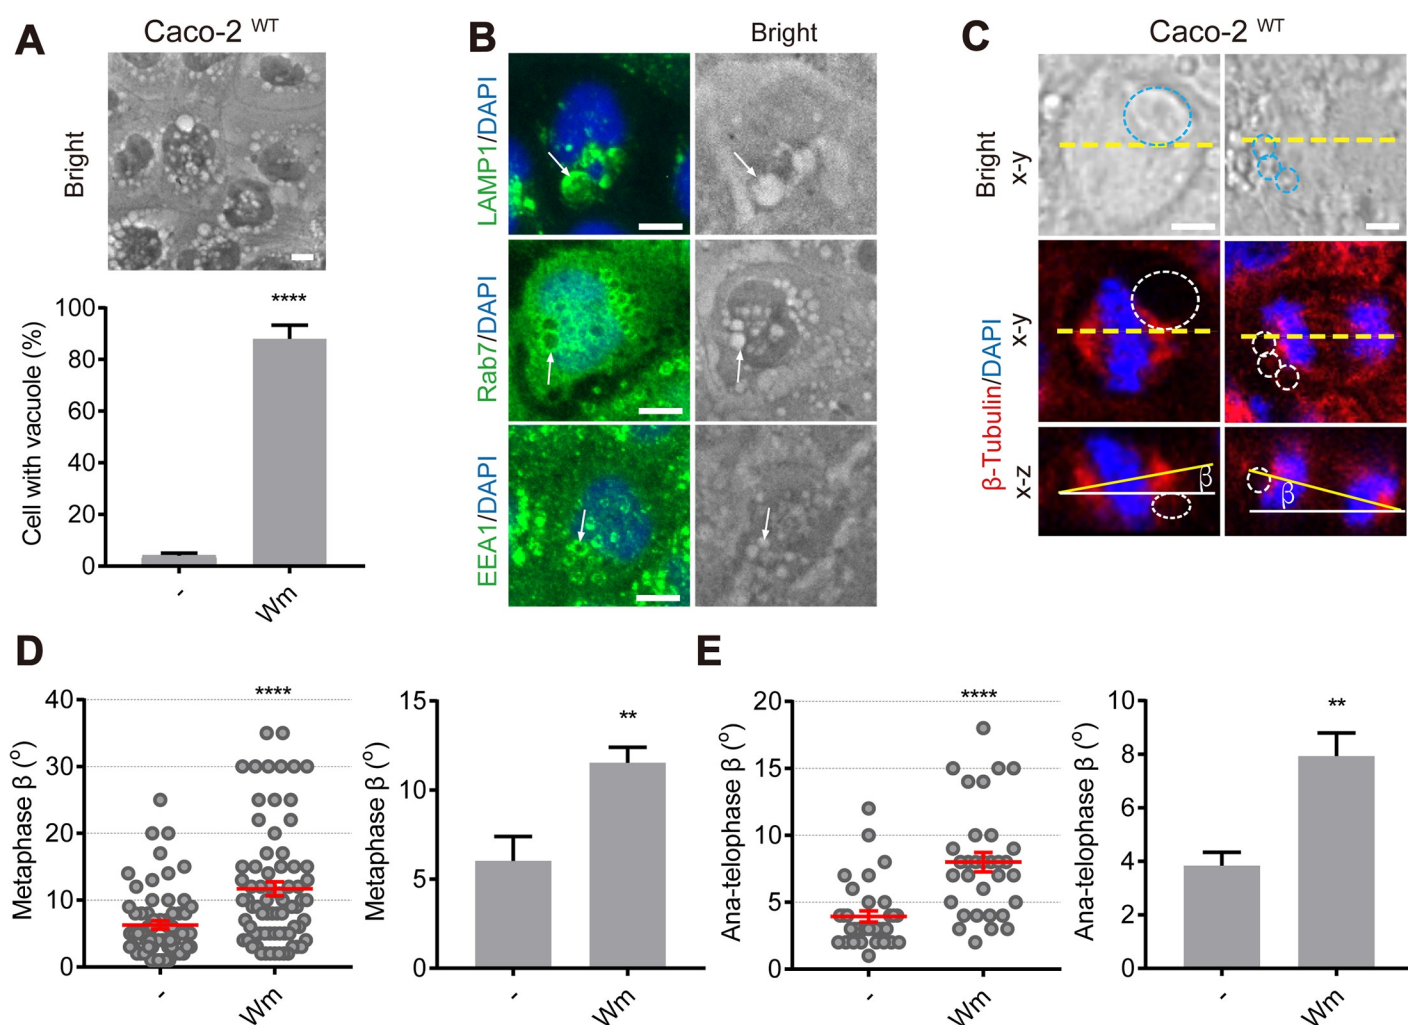 A
Caco-2 WT
Bright
Cell with vacuole (%)
100
80
60
40
20
0
****
-
Wm
B
Bright
LAMP1/DAPI
Rab7/DAPI
EEA1/DAPI
C
Caco-2 WT
Bright
x-y
x-y
β-Tubulin/DAPI
x-z
β
β
D
Metaphase β (o)
40
30
20
10
0
****
-
Wm
Metaphase β (o)
15
10
5
0
**
-
Wm
E
Ana-telophase β (o)
20
15
10
5
0
****
-
Wm
Ana-telophase β (o)
10
8
6
4
2
0
**
-
Wm